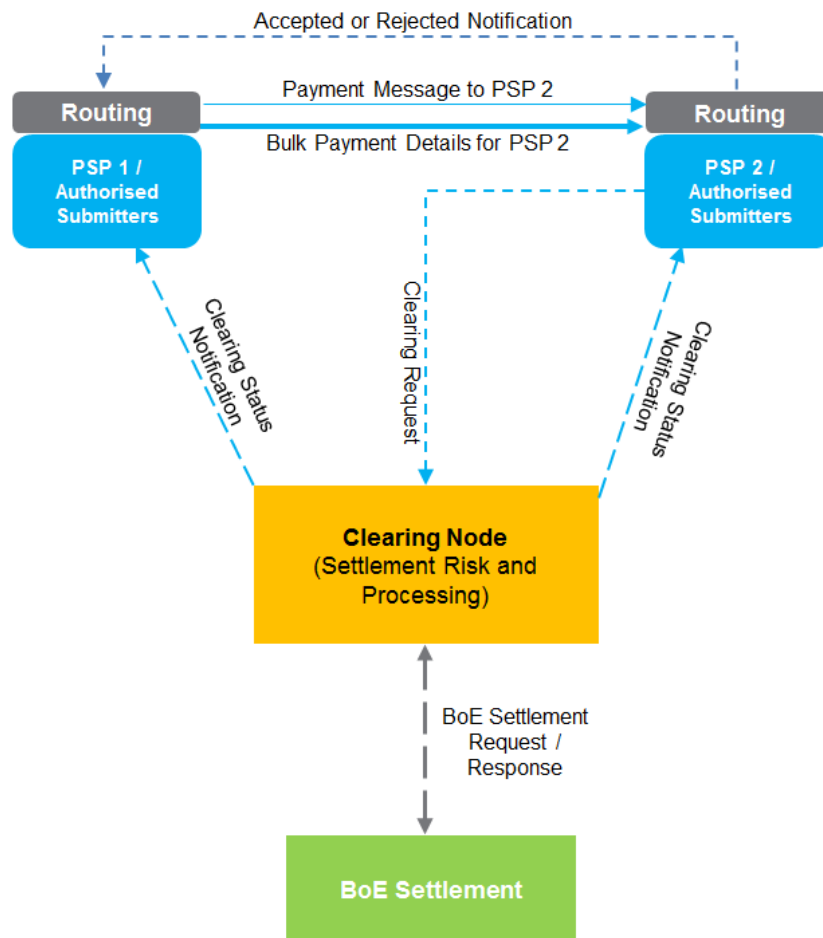 Accepted or Rejected Notification
Routing
Payment Message to PSP 2
Routing
Bulk Payment Details for PSP 2
PSP 1 /
Authorised
Submitters
PSP 2 /
Authorised
Submitters
Clearing Status
Notification
Clearing Request
Clearing Status
Notification
Clearing Node
(Settlement Risk and
Processing)
BoE Settlement
Request /
Response
BoE Settlement